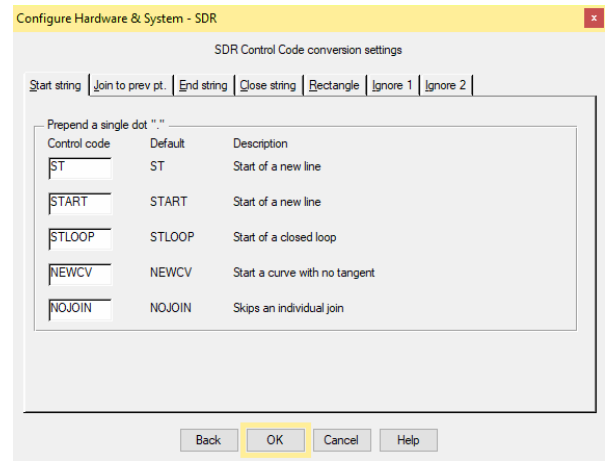 Configure Hardware & System - SDR x
SDR Control Code conversion settings
Start string Join to prev pt. End string Close string Rectangle Ignore 1 Ignore 2
Prepend a single dot "."
Control code Default Description
ST ST Start of a new line
START START Start of a new line
STLOOP STLOOP Start of a closed loop
NEWCV NEWCV Start a curve with no tangent
NOJOIN NOJOIN Skips an individual join
Back OK Cancel Help